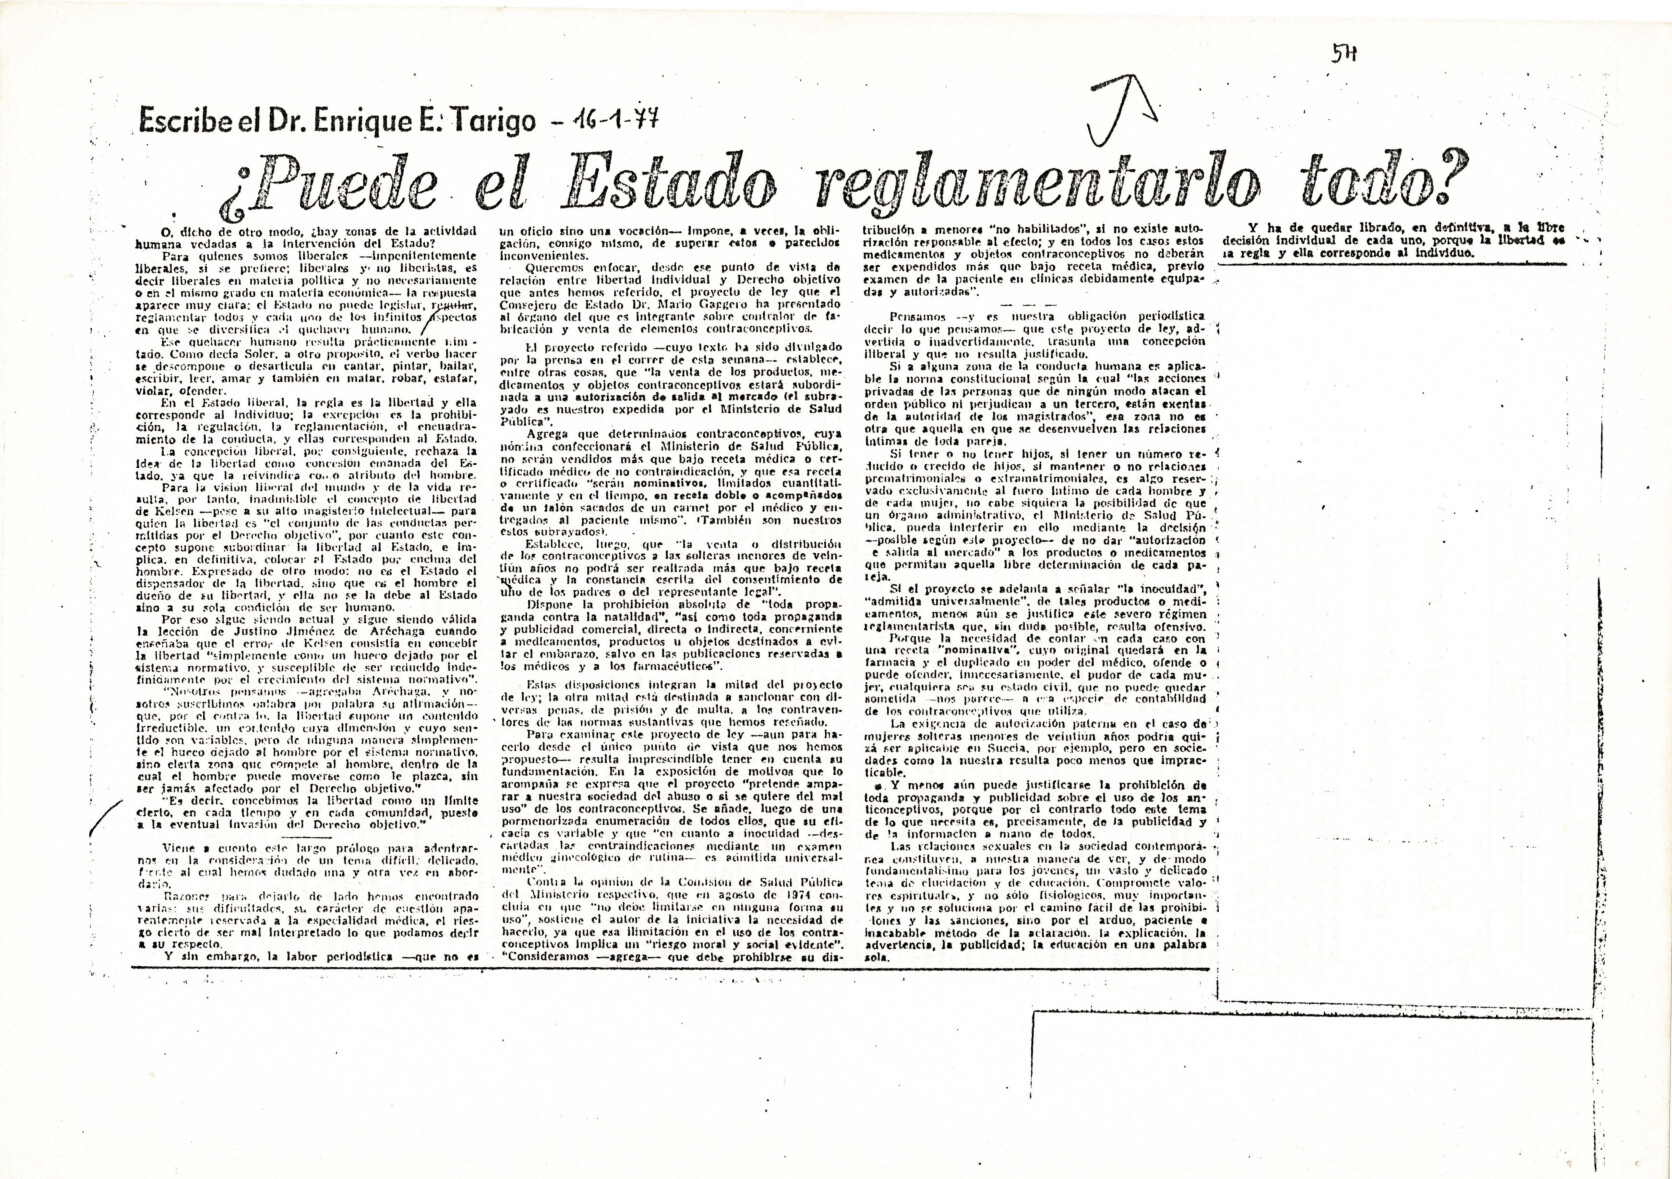 54
Escribe el Dr. Enrique E. Tarigo - 16-1-77
¿Puede el Estado reglamentarlo todo?
O, dicho de otro modo, ¿hay zonas de la actividad
humana vedadas a la intervención del Estado?
Para quienes somos liberales —impenitentemente
liberales, si se prefiere; liberales y no liberistas, es
decir liberales en materia política y no necesariamente
o en el mismo grado en materia económica— la respuesta
aparece muy clara: el Estado no puede legislar, regular,
reglamentar todos y cada uno de los infinitos aspectos
en que se diversifica el quehacer humano.
Ese quehacer humano resulta prácticamente ilimi-
tado. Como decía Soler, a otro propósito, el verbo hacer
se descompone o desarticula en cantar, pintar, bailar,
escribir, leer, amar y también en matar, robar, estafar,
violar, ofender.
En el Estado liberal, la regla es la libertad y ella
corresponde al individuo; la excepción es la prohibi-
ción, la regulación, la reglamentación, el encuadra-
miento de la conducta, y ellas corresponden al Estado.
La concepción liberal, por consiguiente, rechaza la
idea de la libertad como concesión emanada del Es-
tado, ya que la reivindica como atributo del hombre.
Para la visión liberal del mundo y de la vida re-
sulta, por tanto, inadmisible el concepto de libertad
de Kelsen —pese a su alto magisterio intelectual— para
quien la libertad es "el conjunto de las conductas per-
mitidas por el Derecho objetivo", por cuanto este con-
cepto supone subordinar la libertad al Estado, e im-
plica, en definitiva, colocar al Estado por encima del
hombre. Expresado de otro modo: no es el Estado el
dispensador de la libertad, sino que es el hombre el
dueño de su libertad, y ella no se la debe al Estado
sino a su sola condición de ser humano.
Por eso sigue siendo actual y sigue siendo válida
la lección de Justino Jiménez de Aréchaga cuando
enseñaba que el error de Kelsen consistía en concebir
la libertad "simplemente como un hueco dejado por el
sistema normativo, y susceptible de ser reducido inde-
finidamente por el crecimiento del sistema normativo".
"Nosotros pensamos —agregaba Aréchaga, y no-
sotros suscribimos palabra por palabra su afirmación—
que, por el contrario, la libertad supone un contenido
irreductible, un contenido cuya dimensión y cuyo sen-
tido son variables, pero de ninguna manera simplemen-
te el hueco dejado al hombre por el sistema normativo,
sino cierta zona que compete al hombre, dentro de la
cual el hombre puede moverse como le plazca, sin
ser jamás afectado por el Derecho objetivo."
"Es decir, concebimos la libertad como un límite
cierto, en cada tiempo y en cada comunidad, puesto
a la eventual invasión del Derecho objetivo."
Viene a cuento este largo prólogo para adentrar-
nos en la consideración de un tema difícil, delicado,
frente al cual hemos dudado una y otra vez en abor-
darlo.
Razones para dejarlo de lado hemos encontrado
varias: sus dificultades, su carácter de cuestión apa-
rentemente reservada a la especialidad médica, el ries-
go cierto de ser mal interpretado lo que podamos decir
a su respecto.
Y sin embargo, la labor periodística —que no es
un oficio sino una vocación— impone, a veces, la obli-
gación, consigo mismo, de superar estos o parecidos
inconvenientes.
Queremos enfocar, desde ese punto de vista de
relación entre libertad individual y Derecho objetivo
que antes hemos referido, el proyecto de ley que el
Consejero de Estado Dr. Mario Gaggero ha presentado
al órgano del que es integrante sobre contralor de fa-
bricación y venta de elementos contraconceptivos.
El proyecto referido —cuyo texto ha sido divulgado
por la prensa en el correr de esta semana— establece,
entre otras cosas, que "la venta de los productos, me-
dicamentos y objetos contraconceptivos estará subordi-
nada a una autorización de salida al mercado (el subra-
yado es nuestro) expedida por el Ministerio de Salud
Pública".
Agrega que determinados contraconceptivos, cuya
nómina confeccionará el Ministerio de Salud Pública,
no serán vendidos más que bajo receta médica o cer-
tificado médico de no contraindicación, y que esa receta
o certificado "serán nominativos, limitados cuantitati-
vamente y en el tiempo, en receta doble o acompañados
de un talón sacados de un carnet por el médico y en-
tregados al paciente mismo". (También son nuestros
estos subrayados).
Establece, luego, que "la venta o distribución
de los contraconceptivos a las solteras menores de vein-
tiún años no podrá ser realizada más que bajo receta
médica y la constancia escrita del consentimiento de
uno de los padres o del representante legal".
Dispone la prohibición absoluta de "toda propa-
ganda contra la natalidad", "así como toda propaganda
y publicidad comercial, directa o indirecta, concerniente
a medicamentos, productos u objetos destinados a evi-
tar el embarazo, salvo en las publicaciones reservadas a
los médicos y a los farmacéuticos".
Estas disposiciones integran la mitad del proyecto
de ley; la otra mitad está destinada a sancionar con di-
versas penas, de prisión y de multa, a los contraven-
tores de las normas sustantivas que hemos reseñado.
Para examinar este proyecto de ley —aun para ha-
cerlo desde el único punto de vista que nos hemos
propuesto— resulta imprescindible tener en cuenta su
fundamentación. En la exposición de motivos que lo
acompaña se expresa que el proyecto "pretende ampa-
rar a nuestra sociedad del abuso o si se quiere del mal
uso" de los contraconceptivos. Se añade, luego de una
pormenorizada enumeración de todos ellos, que su efi-
cacia es variable y que "en cuanto a inocuidad —des-
cartadas las contraindicaciones mediante un examen
médico ginecológico de rutina— es admitida universal-
mente".
Contra la opinión de la Comisión de Salud Pública
del Ministerio respectivo, que en agosto de 1974 con-
cluía en que "no debe limitarse en ninguna forma su
uso", sostiene el autor de la iniciativa la necesidad de
hacerlo, ya que esa ilimitación en el uso de los contra-
conceptivos implica un "riesgo moral y social evidente".
"Consideramos —agrega— que debe prohibirse su dis-
tribución a menores "no habilitados", si no existe auto-
rización responsable al efecto; y en todos los casos estos
medicamentos y objetos contraconceptivos no deberán
ser expendidos más que bajo receta médica, previo
examen de la paciente en clínicas debidamente equipa-
das y autorizadas".
Pensamos —y es nuestra obligación periodística
decir lo que pensamos— que este proyecto de ley, ad-
vertida o inadvertidamente, trasunta una concepción
iliberal y que no resulta justificado.
Si a alguna zona de la conducta humana es aplica-
ble la norma constitucional según la cual "las acciones
privadas de las personas que de ningún modo atacan el
orden público ni perjudican a un tercero, están exentas
de la autoridad de los magistrados", esa zona no es
otra que aquella en que se desenvuelven las relaciones
íntimas de toda pareja.
Si tener o no tener hijos, si tener un número re-
ducido o crecido de hijos, si mantener o no relaciones
prematrimoniales o extramatrimoniales, es algo reser-
vado exclusivamente al fuero íntimo de cada hombre y
de cada mujer, no cabe siquiera la posibilidad de que
un órgano administrativo, el Ministerio de Salud Pú-
blica, pueda interferir en ello mediante la decisión
—posible según este proyecto— de no dar "autorización
e salida al mercado" a los productos o medicamentos
que permitan aquella libre determinación de cada pa-
reja.
Si el proyecto se adelanta a señalar "la inocuidad",
"admitida universalmente", de tales productos o medi-
camentos, menos aún se justifica este severo régimen
reglamentarista que, sin duda posible, resulta ofensivo.
Porque la necesidad de contar en cada caso con
una receta "nominativa", cuyo original quedará en la
farmacia y el duplicado en poder del médico, ofende o
puede ofender, innecesariamente, el pudor de cada mu-
jer, cualquiera sea su estado civil, que no puede quedar
sometida —nos parece— a esa especie de contabilidad
de los contraconceptivos que utiliza.
La exigencia de autorización paterna en el caso de
mujeres solteras menores de veintiún años podría qui-
zá ser aplicable en Suecia, por ejemplo, pero en socie-
dades como la nuestra resulta poco menos que imprac-
ticable.
Y menos aún puede justificarse la prohibición de
toda propaganda y publicidad sobre el uso de los an-
ticonceptivos, porque por el contrario todo este tema
de lo que necesita es, precisamente, de la publicidad y
de la información a mano de todos.
Las relaciones sexuales en la sociedad contemporá-
nea constituyen, a nuestra manera de ver, y de modo
fundamentalísimo para los jóvenes, un vasto y delicado
tema de elucidación y de educación. Compromete valo-
res espirituales, y no sólo fisiológicos, muy importan-
tes y no se soluciona por el camino fácil de las prohibi-
ciones y las sanciones, sino por el arduo, paciente e
inacabable método de la aclaración, la explicación, la
advertencia, la publicidad; la educación en una palabra
sola.
Y ha de quedar librado, en definitiva, a la libre
decisión individual de cada uno, porque la libertad es
la regla y ella corresponde al individuo.